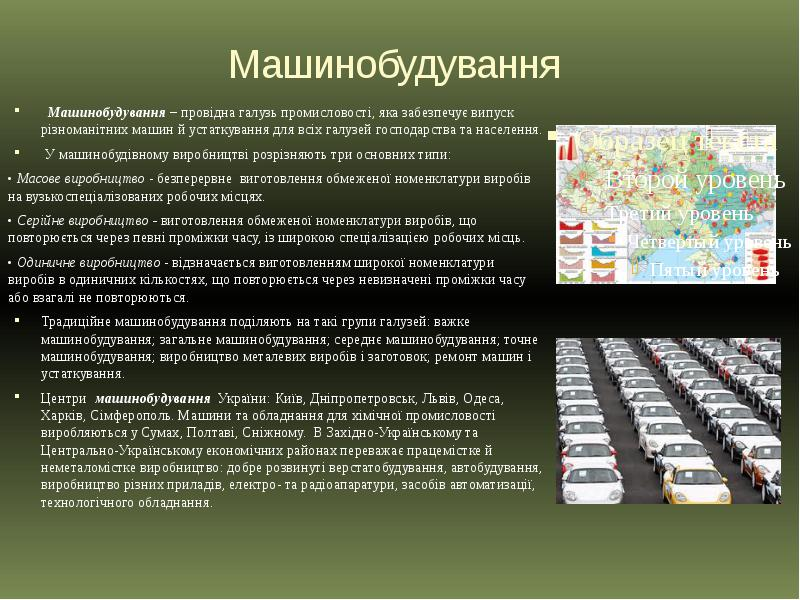 Машинобудування
Машинобудування – провідна галузь промисловості, яка забезпечує випуск
різноманітних машин й устаткування для всіх галузей господарства та населення.
У машинобудівному виробництві розрізняють три основних типи:
• Масове виробництво - безперервне виготовлення обмеженої номенклатури виробів
на вузькоспеціалізованих робочих місцях.
• Серійне виробництво - виготовлення обмеженої номенклатури виробів, що
повторюється через певні проміжки часу, із широкою спеціалізацією робочих місць.
• Одиничне виробництво - відзначається виготовленням широкої номенклатури
виробів в одиничних кількостях, що повторюється через невизначені проміжки часу
або взагалі не повторюються.
Традиційне машинобудування поділяють на такі групи галузей: важке
машинобудування; загальне машинобудування; середнє машинобудування; точне
машинобудування; виробництво металевих виробів і заготовок; ремонт машин і
устаткування.
Центри машинобудування України: Київ, Дніпропетровськ, Львів, Одеса,
Харків, Сімферополь. Машини та обладнання для хімічної промисловості
виробляються у Сумах, Полтаві, Сніжному. В Західно-Українському та
Центрально-Українському економічних районах переважає працемістке й
неметаломістке виробництво: добре розвинуті верстатобудування, автобудування,
виробництво різних приладів, електро- та радіоапаратури, засобів автоматизації,
технологічного обладнання.
Образец текста
Второй уровень
Третий уровень
Четвертый уровень
Пятый уровень